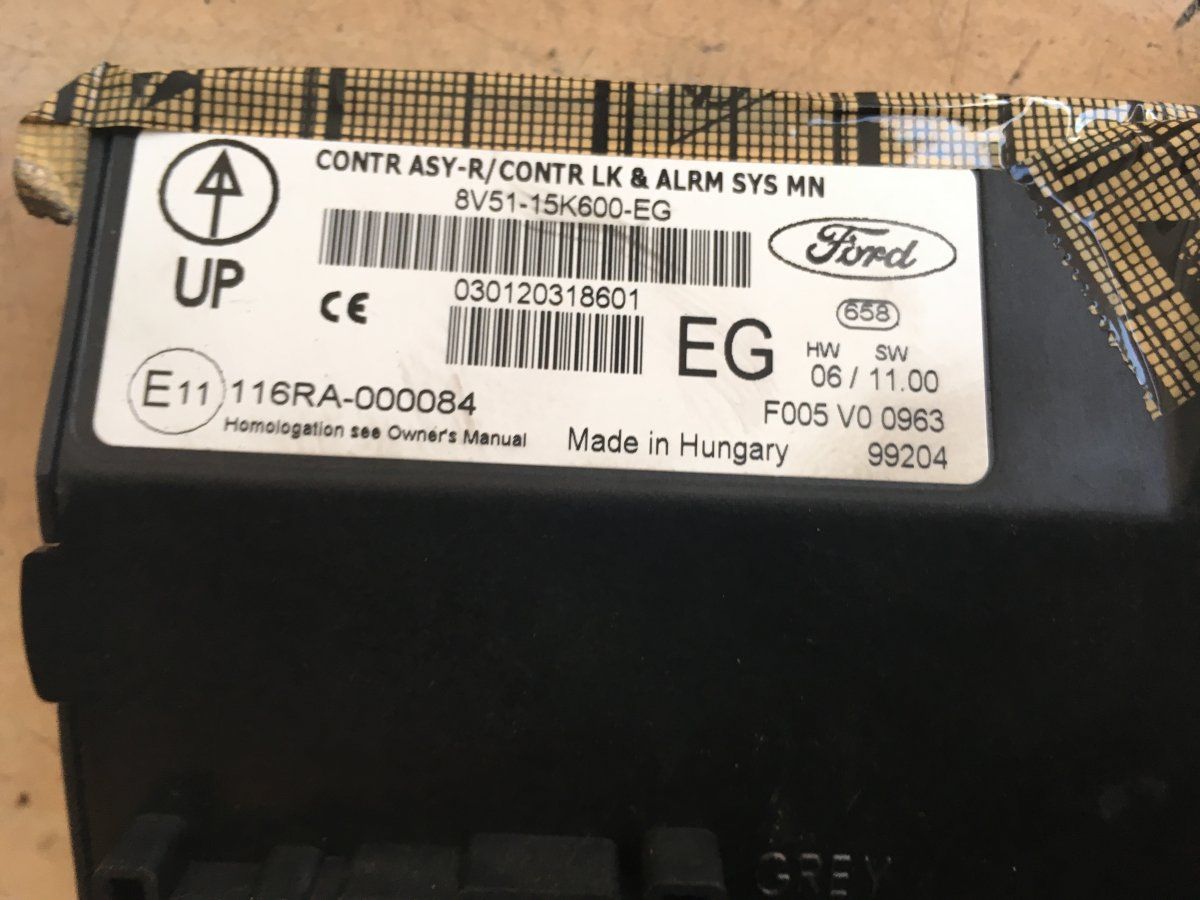 CONTR ASY-R/CONTR LK & ALRM SYS MN
8V51-15K600-EG
UP
CE
030120318601
EG
Ford
658
HW SW
06 / 11.00
E11 116RA-000084
F005 V0 0963
Homologation see Owner's Manual
Made in Hungary
99204
GREY